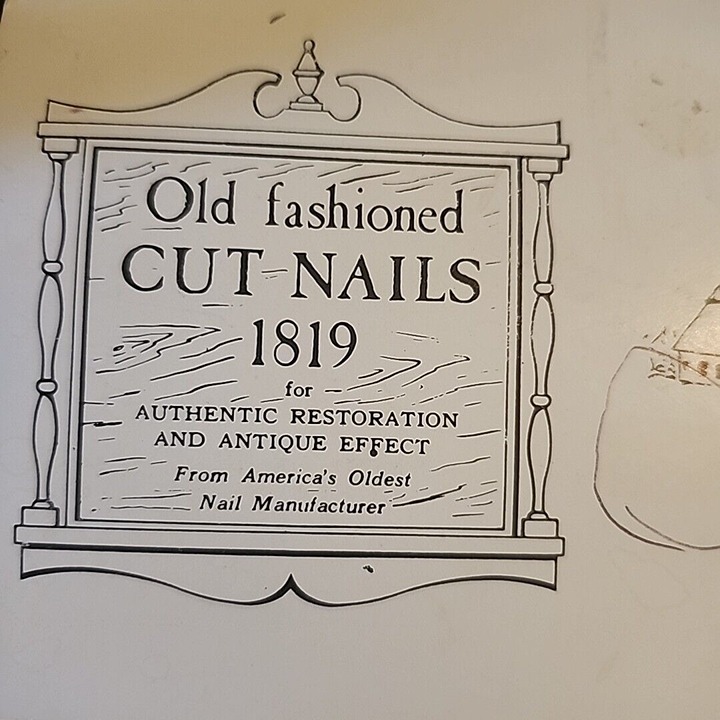 Old fashioned
CUT NAILS
1819
for
AUTHENTIC RESTORATION
AND ANTIQUE EFFECT
From America's Oldest
Nail Manufacturer